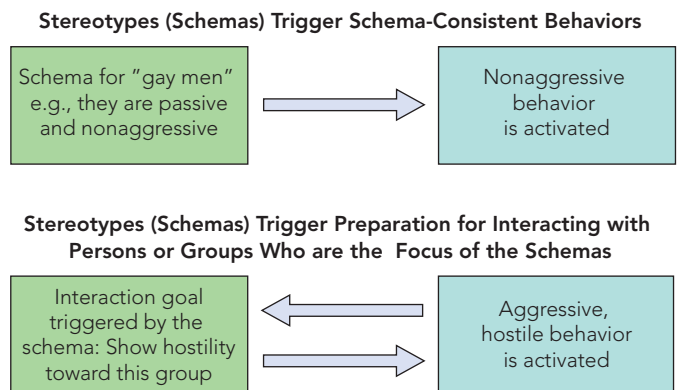 Stereotypes (Schemas) Trigger Schema-Consistent Behaviors
Schema for "gay men"
e.g., they are passive
and nonaggressive
Nonaggressive
behavior
is activated
Stereotypes (Schemas) Trigger Preparation for Interacting with
Persons or Groups Who are the Focus of the Schemas
Interaction goal
triggered by the
schema: Show hostility
toward this group
Aggressive,
hostile behavior
is activated